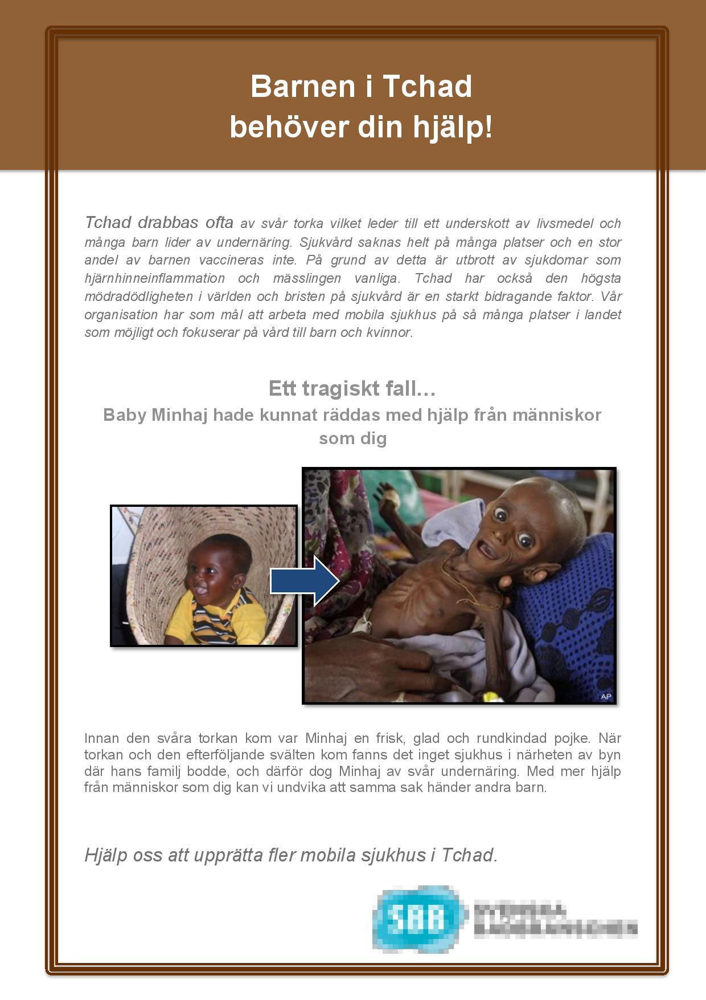 Barnen i Tchad
behöver din hjälp!
Tchad drabbas ofta av svår torka vilket leder till ett underskott av livsmedel och
många barn lider av undernäring. Sjukvård saknas helt på många platser och en stor
andel av barnen vaccineras inte. På grund av detta är utbrott av sjukdomar som
hjärnhinneinflammation och mässlingen vanliga. Tchad har också den högsta
mödradödligheten i världen och bristen på sjukvård är en starkt bidragande faktor. Vår
organisation har som mål att arbeta med mobila sjukhus på så många platser i landet
som möjligt och fokuserar på vård till barn och kvinnor.
Ett tragiskt fall…
Baby Minhaj hade kunnat räddas med hjälp från människor
som dig
AP
Innan den svåra torkan kom var Minhaj en frisk, glad och rundkindad pojke. När
torkan och den efterföljande svälten kom fanns det inget sjukhus i närheten av byn
där hans familj bodde, och därför dog Minhaj av svår undernäring. Med mer hjälp
från människor som dig kan vi undvika att samma sak händer andra barn.
Hjälp oss att upprätta fler mobila sjukhus i Tchad.
SBB SVENSKA
BADBRANSCHEN